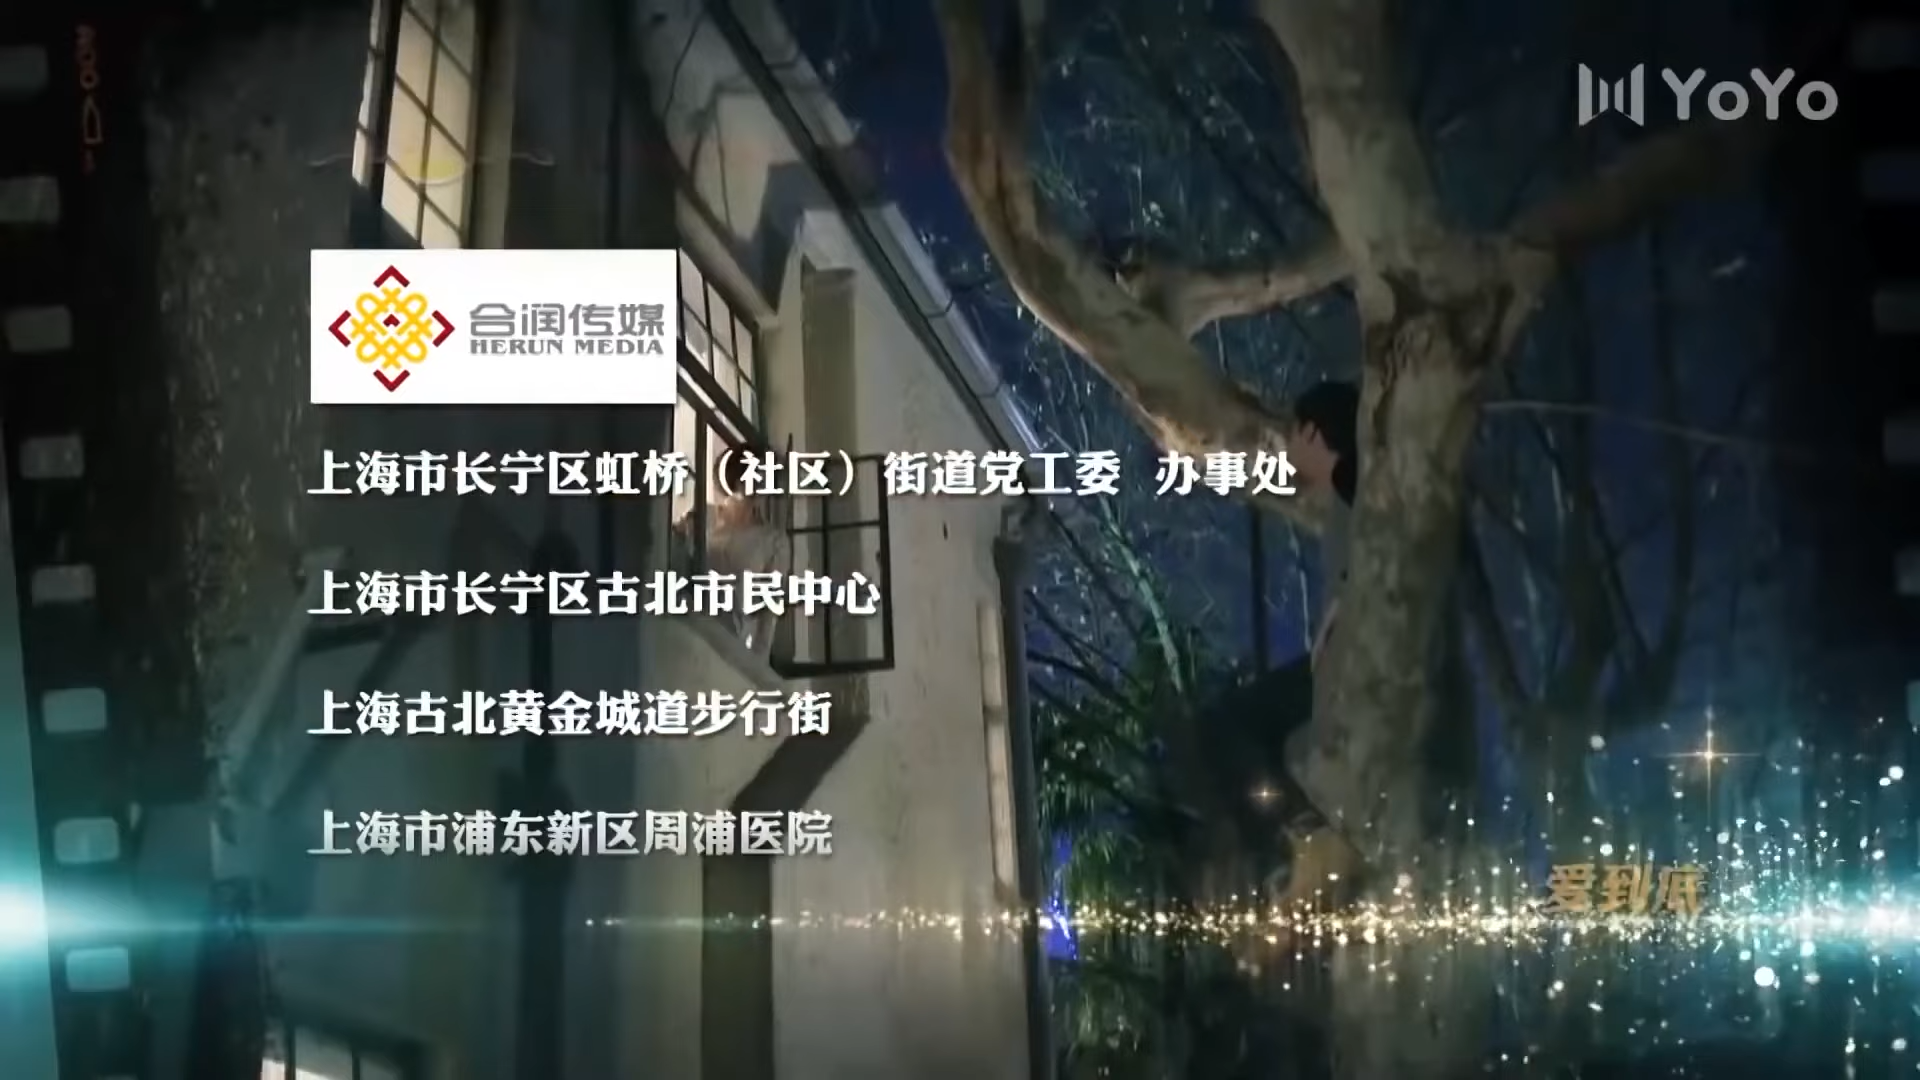 YoYo
合润传媒
HERUN MEDIA
上海市长宁区虹桥（社区）街道党工委 办事处
上海市长宁区古北市民中心
上海古北黄金城道步行街
上海市浦东新区周浦医院
爱到底